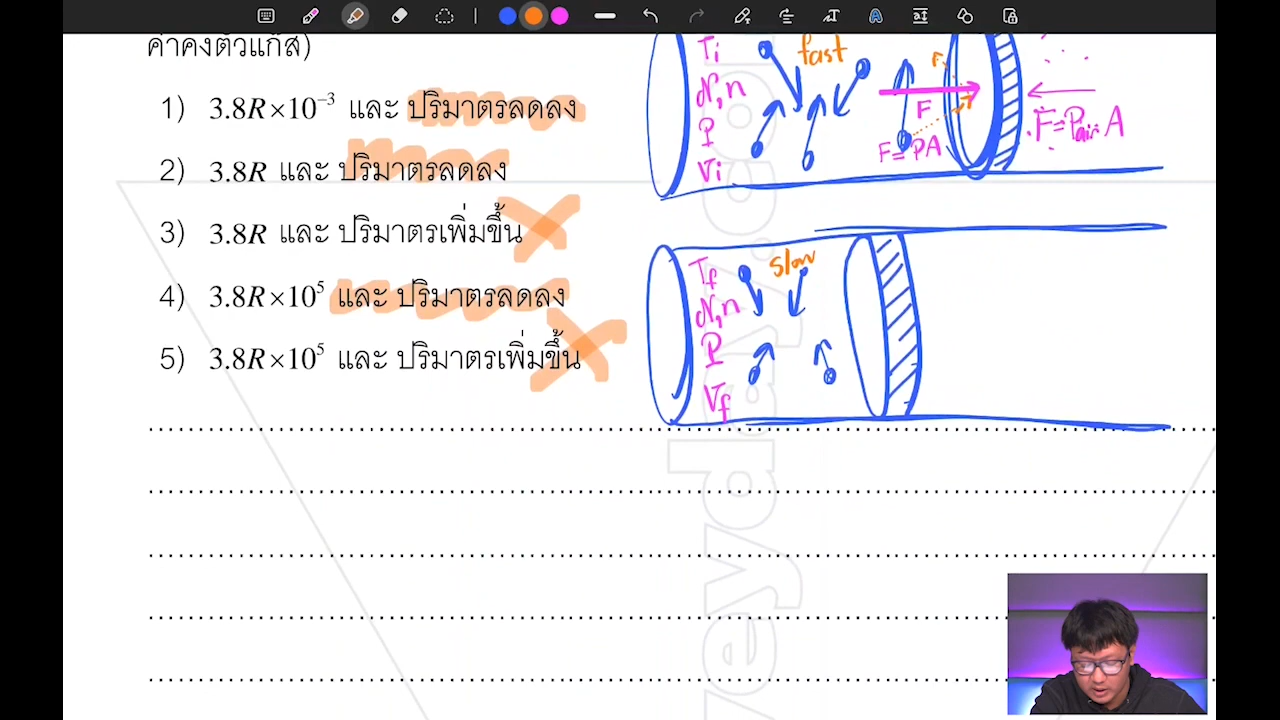 ค่าคงตัวแก๊ส)
1) 3.8R×10⁻³ และ ปริมาตรลดลง
2) 3.8R และ ปริมาตรลดลง
3) 3.8R และ ปริมาตรเพิ่มขึ้น
4) 3.8R×10⁵ และ ปริมาตรลดลง
5) 3.8R×10⁵ และ ปริมาตรเพิ่มขึ้น
Ti fast
N,n
P
Vi
F
F=PA
F=Pair A
Tf slow
N,n
P
Vf